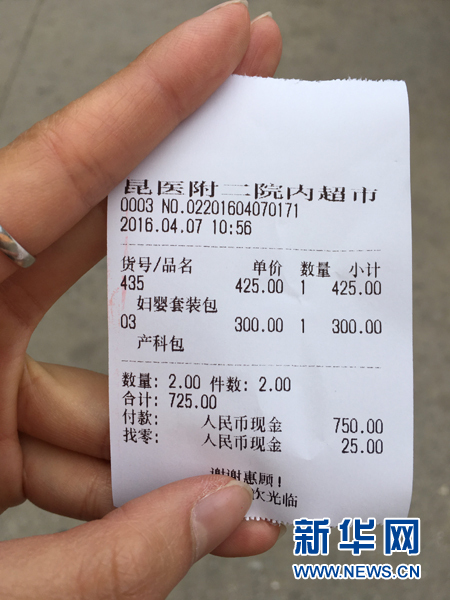 昆医附二院内超市
0003 NO.02201604070171
2016.04.07 10:56
货号/品名 单价 数量 小计
435 425.00 1 425.00
妇婴套装包
03 300.00 1 300.00
产科包
数量: 2.00 件数: 2.00
合计: 725.00
付款: 人民币现金 750.00
找零: 人民币现金 25.00
谢谢惠顾!
次光临
新华网
WWW.NEWS.CN